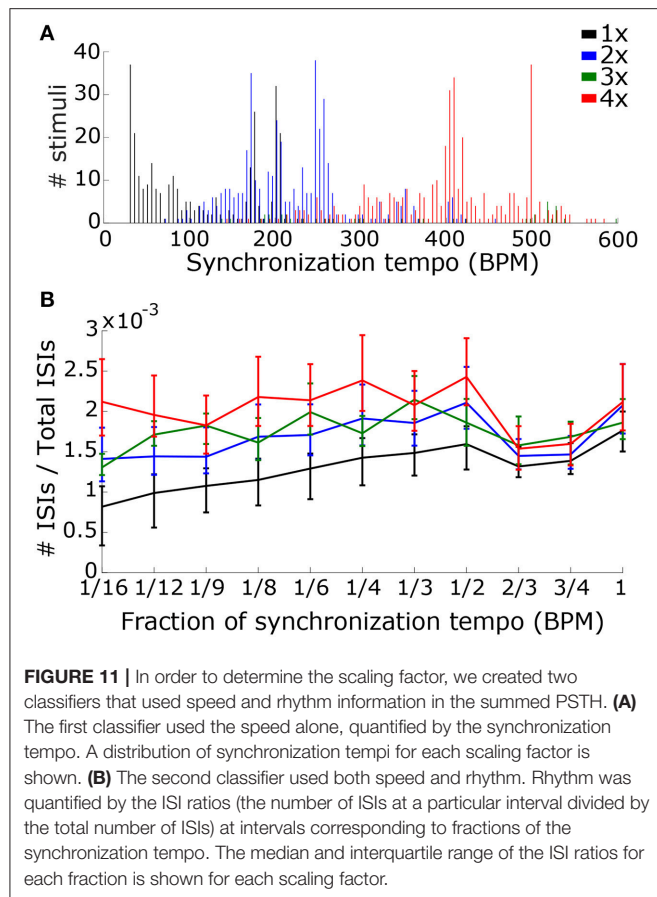 A
40
30
20
10
0
# stimuli
1x
2x
3x
4x
100
200
300
400
500
600
Synchronization tempo (BPM)
B
3 x10-3
2.5
2
1.5
1
0.5
0
# ISIs / Total ISIs
1/16
1/12
1/9
1/8
1/6
1/4
1/3
1/2
2/3
3/4
1
Fraction of synchronization tempo (BPM)
FIGURE 11 | In order to determine the scaling factor, we created two
classifiers that used speed and rhythm information in the summed PSTH. (A)
The first classifier used the speed alone, quantified by the synchronization
tempo. A distribution of synchronization tempi for each scaling factor is
shown. (B) The second classifier used both speed and rhythm. Rhythm was
quantified by the ISI ratios (the number of ISIs at a particular interval divided by
the total number of ISIs) at intervals corresponding to fractions of the
synchronization tempo. The median and interquartile range of the ISI ratios for
each fraction is shown for each scaling factor.